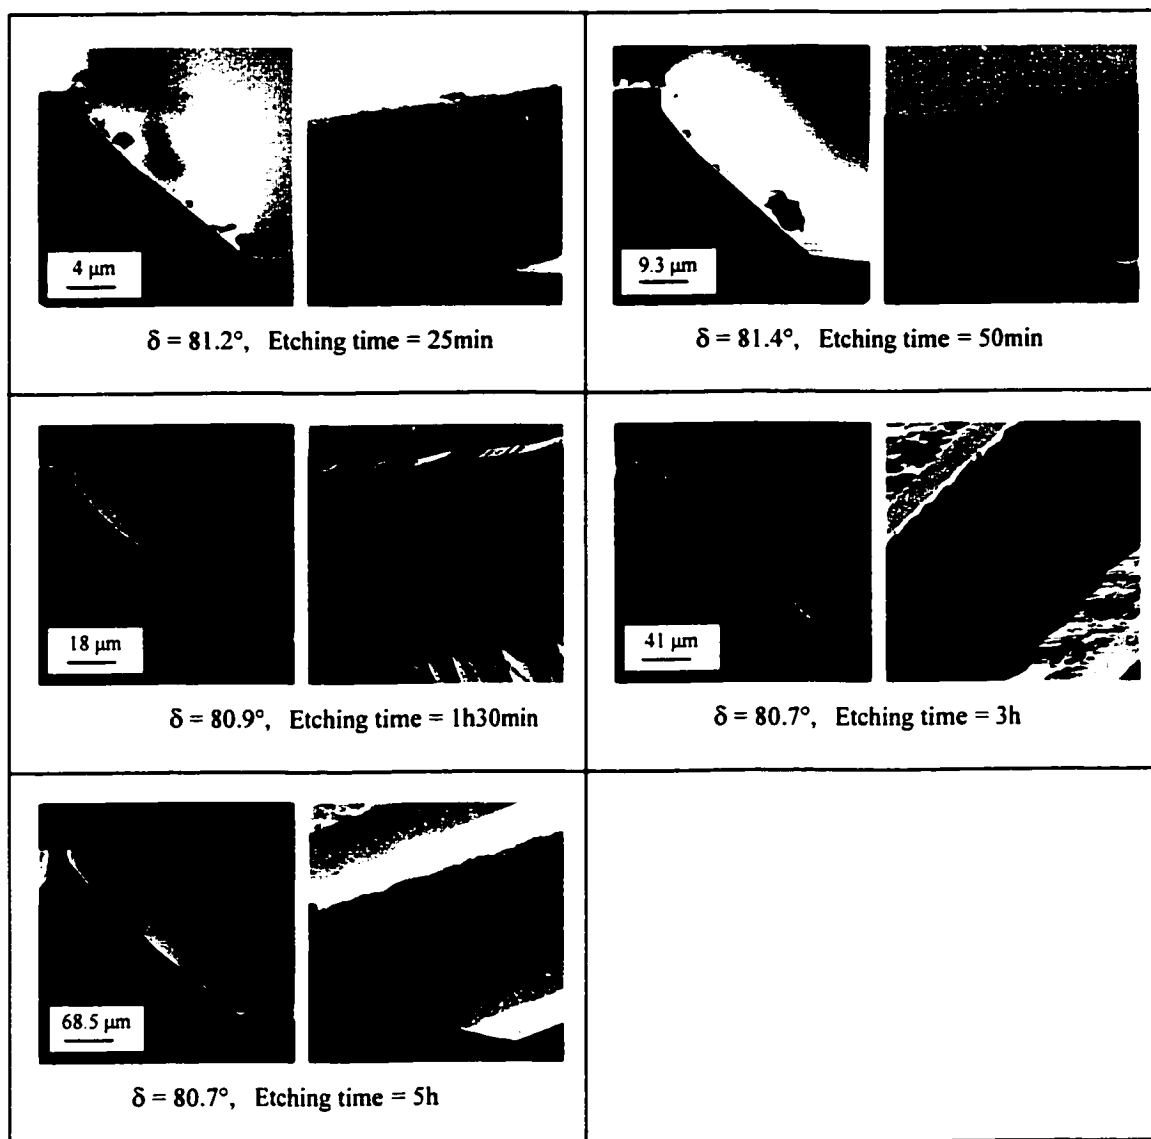 4 μm
δ = 81.2°, Etching time = 25min
9.3 μm
δ = 81.4°, Etching time = 50min
18 μm
δ = 80.9°, Etching time = 1h30min
41 μm
δ = 80.7°, Etching time = 3h
68.5 μm
δ = 80.7°, Etching time = 5h